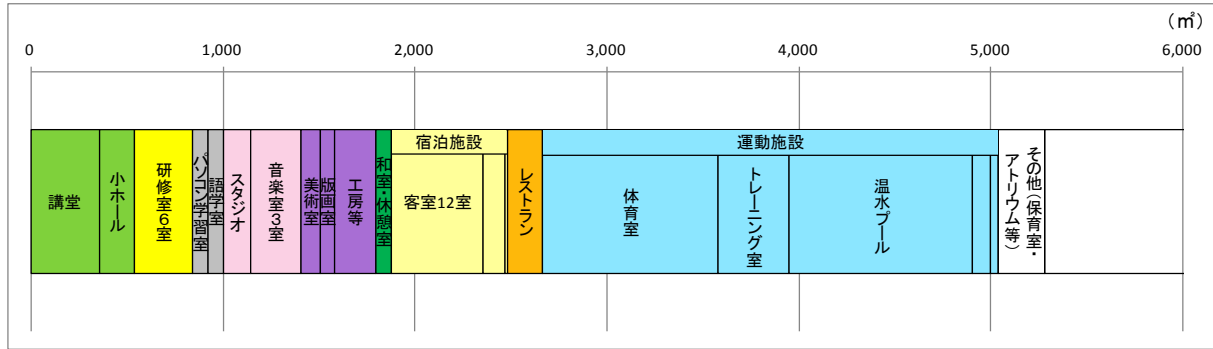 (㎡)
0
1,000
2,000
3,000
4,000
5,000
6,000
講堂
小ホール
研修室6室
パソコン学習室
語学室
スタジオ
音楽室3室
美術室
版画室
工房等
和室・休憩室
宿泊施設
客室12室
レストラン
運動施設
体育室
トレーニング室
温水プール
その他(保育室・
アトリウム等)